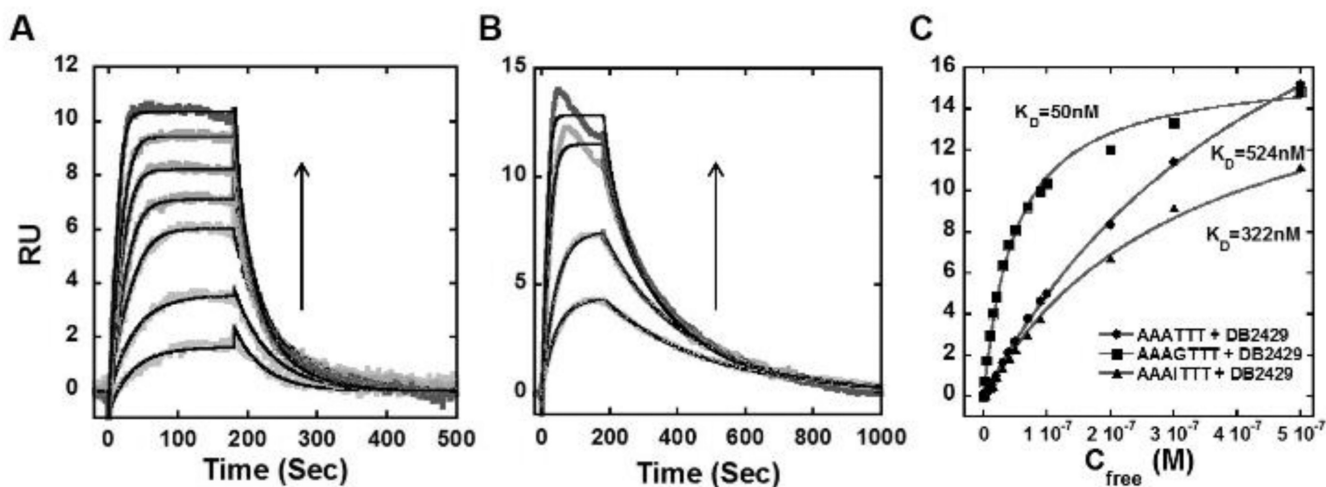 A
B
C
12
10
8
6
4
2
0
RU
0 100 200 300 400 500
Time (Sec)
15
10
5
0
0 200 400 600 800 1000
Time (Sec)
16
14
12
10
8
6
4
2
0
K_D=50nM
K_D=524nM
K_D=322nM
AAATTT + DB2429
AAAGTTT + DB2429
AAAITTT + DB2429
0 1 10⁻⁷ 2 10⁻⁷ 3 10⁻⁷ 4 10⁻⁷ 5 10⁻⁷
C_free (M)